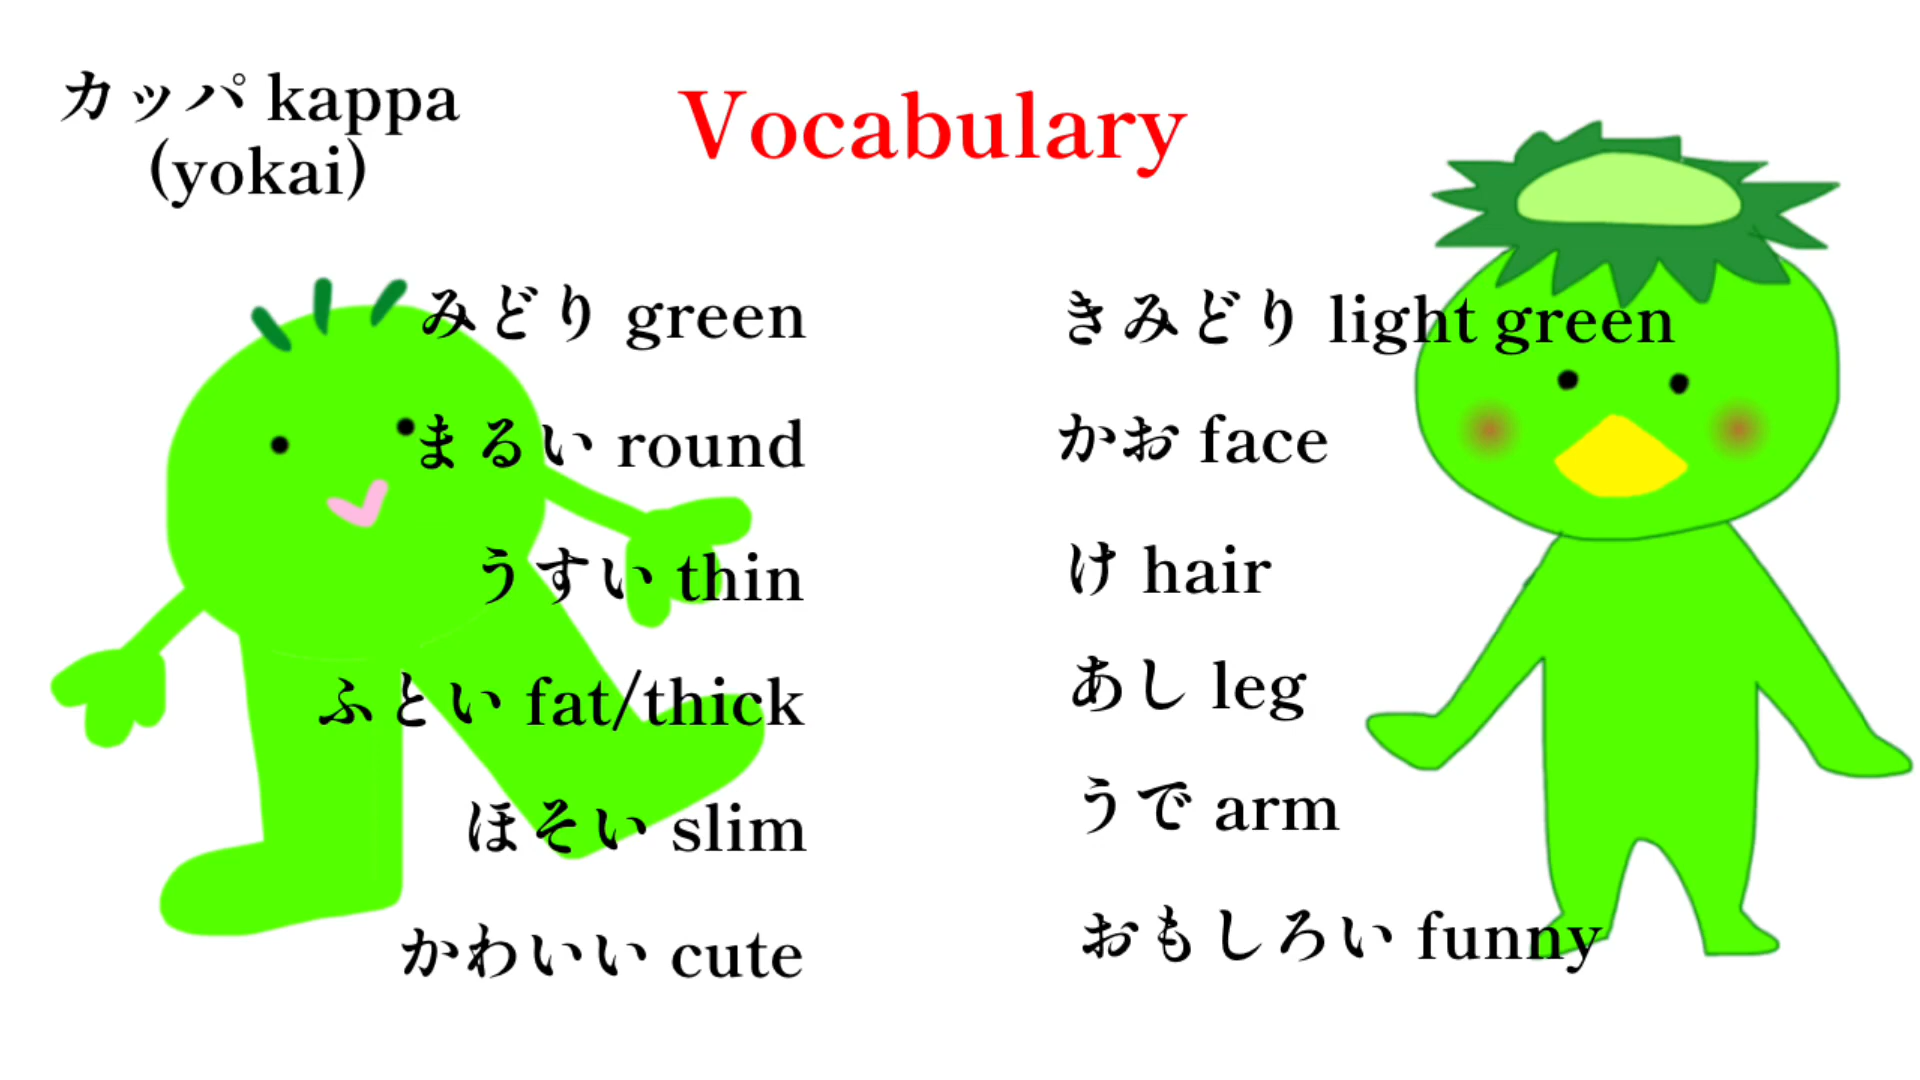 カッパ kappa
(yokai)
Vocabulary
みどり green
まるい round
うすい thin
ふとい fat/thick
ほそい slim
かわいい cute
きみどり light green
かお face
け hair
あし leg
うで arm
おもしろい funny